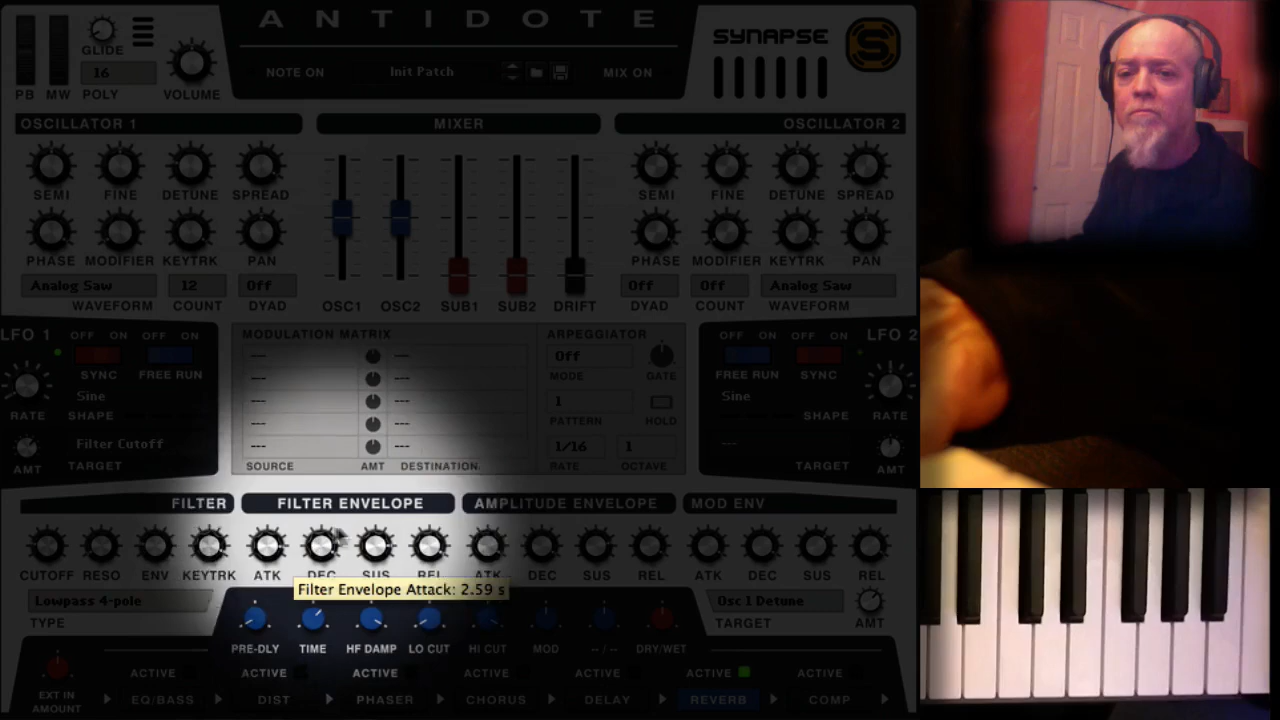 ANTIDOTE
SYNAPSE
S
GLIDE
16
PB MW POLY VOLUME
NOTE ON Init Patch MIX ON
OSCILLATOR 1 MIXER OSCILLATOR 2
SEMI FINE DETUNE SPREAD SEMI FINE DETUNE SPREAD
PHASE MODIFIER KEYTRK PAN PHASE MODIFIER KEYTRK PAN
Analog Saw 12 Off Off Off Analog Saw
WAVEFORM COUNT DYAD OSC1 OSC2 SUB1 SUB2 DRIFT DYAD COUNT WAVEFORM
LFO 1 OFF ON OFF ON MODULATION MATRIX ARPEGGIATOR OFF ON OFF ON LFO 2
--- --- Off
SYNC FREE RUN --- --- MODE GATE FREE RUN SYNC
Sine --- --- 1 Sine
RATE SHAPE PATTERN HOLD SHAPE RATE
Filter Cutoff --- --- ---
--- --- 1/16 1
AMT TARGET SOURCE AMT DESTINATION RATE OCTAVE TARGET AMT
FILTER FILTER ENVELOPE AMPLITUDE ENVELOPE MOD ENV
CUTOFF RESO ENV KEYTRK ATK DEC SUS REL ATK DEC SUS REL ATK DEC SUS REL
Filter Envelope Attack: 2.59 s
Lowpass 4-pole Osc 1 Detune
TYPE TARGET AMT
PRE-DLY TIME HF DAMP LO CUT HI CUT MOD -- / -- DRY/WET
ACTIVE ACTIVE ACTIVE ACTIVE ACTIVE ACTIVE ACTIVE
EXT IN
AMOUNT EQ/BASS DIST PHASER CHORUS DELAY REVERB COMP